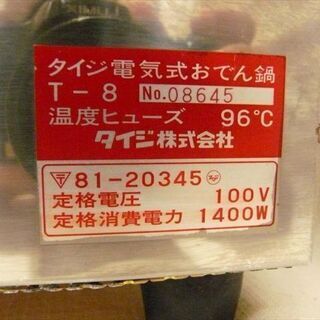 タイジ電気式おでん鍋
T-8 No.08645
温度ヒューズ 96℃
タイジ株式会社
81-20345
定格電圧 100V
定格消費電力 1400W